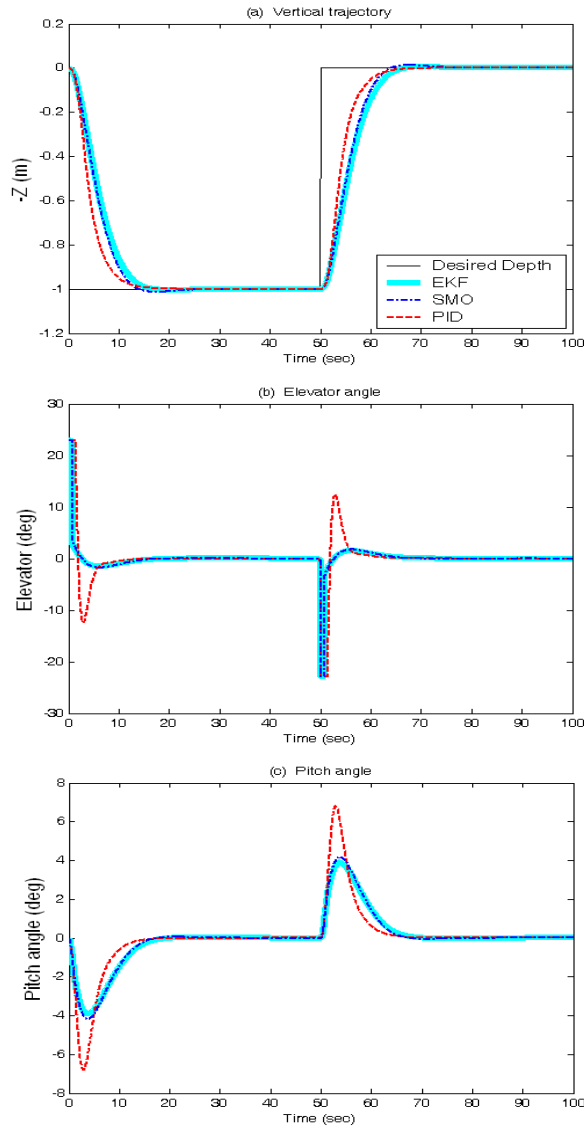 (a) Vertical trajectory
0.2
0
-0.2
-0.4
-0.6
-0.8
-1
-1.2
-Z (m)
Desired Depth
EKF
SMO
PID
0 10 20 30 40 50 60 70 80 90 100
Time (sec)
(b) Elevator angle
30
20
10
0
-10
-20
-30
Elevator (deg)
0 10 20 30 40 50 60 70 80 90 100
Time (sec)
(c) Pitch angle
8
6
4
2
0
-2
-4
-6
-8
Pitch angle (deg)
0 10 20 30 40 50 60 70 80 90 100
Time (sec)